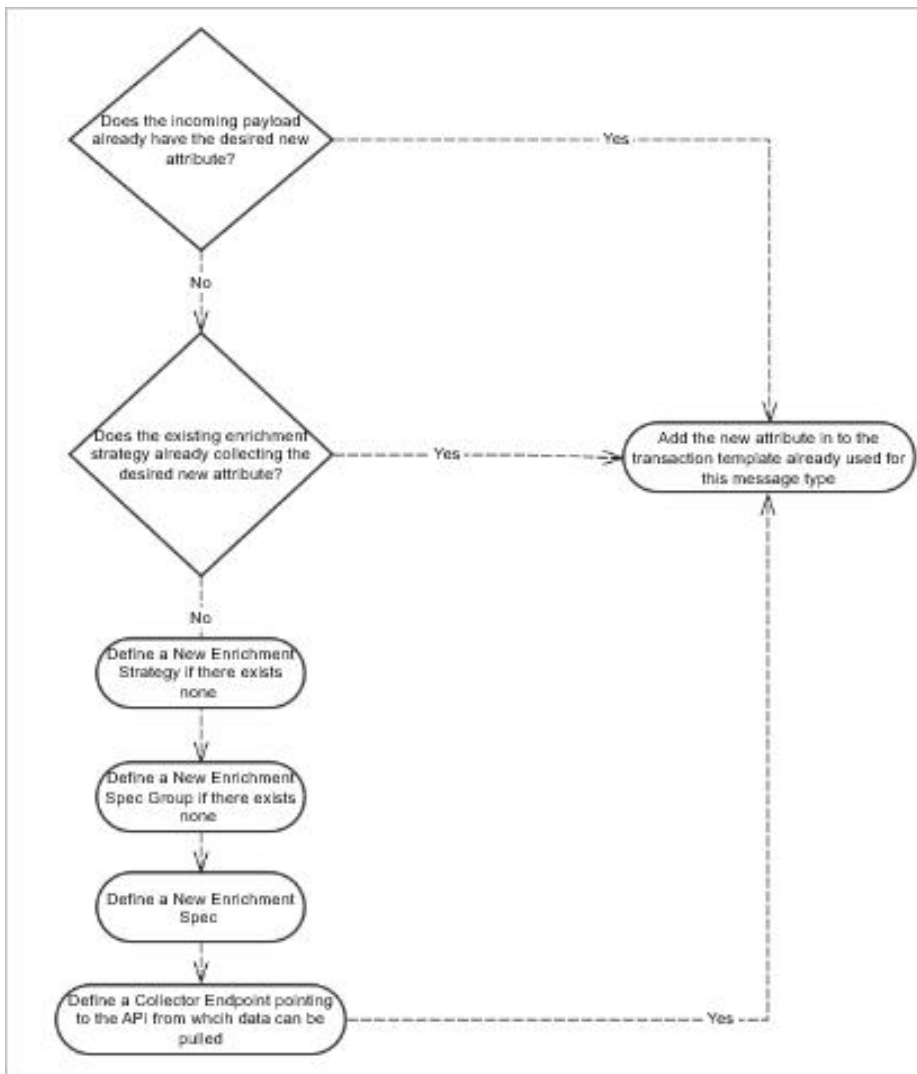 Does the incoming payload
already have the desired new
attribute?
Yes
No
Does the existing enrichment
strategy already collecting the
desired new attribute?
Yes
Add the new attribute in to the
transaction template already used for
this message type
No
Define a New Enrichment
Strategy if there exists
none
Define a New Enrichment
Spec Group if there exists
none
Define a New Enrichment
Spec
Define a Collector Endpoint pointing
to the API from whcih data can be
pulled
Yes